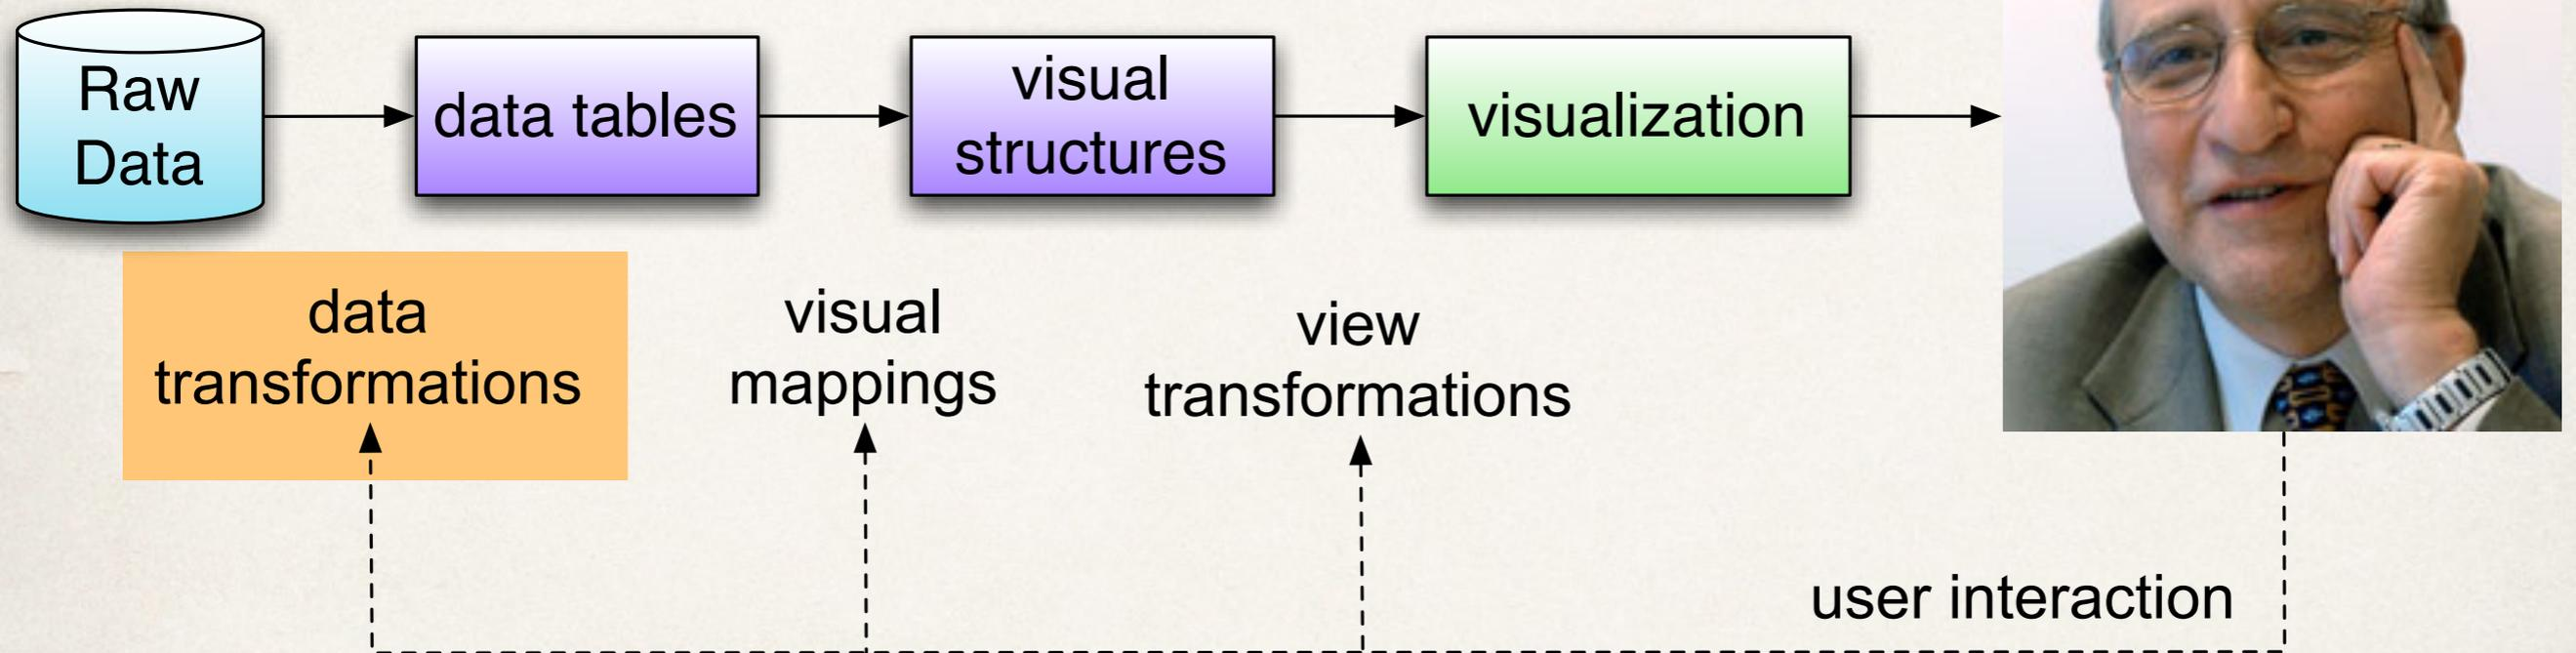 Raw
Data
data tables
visual
structures
visualization
data
transformations
visual
mappings
view
transformations
user interaction